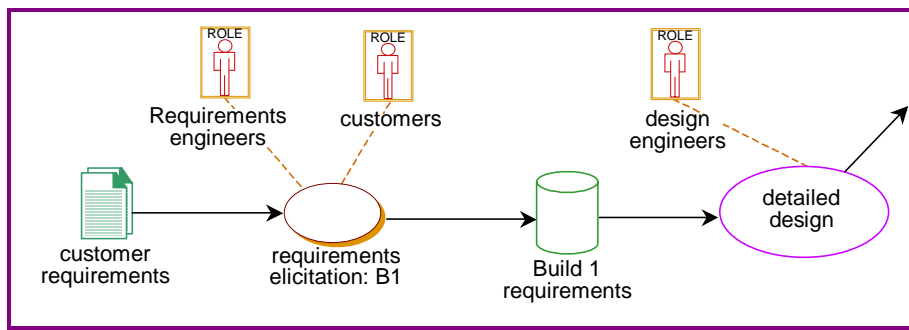 ROLE
ROLE
ROLE
Requirements
engineers
customers
design
engineers
customer
requirements
requirements
elicitation: B1
Build 1
requirements
detailed
design